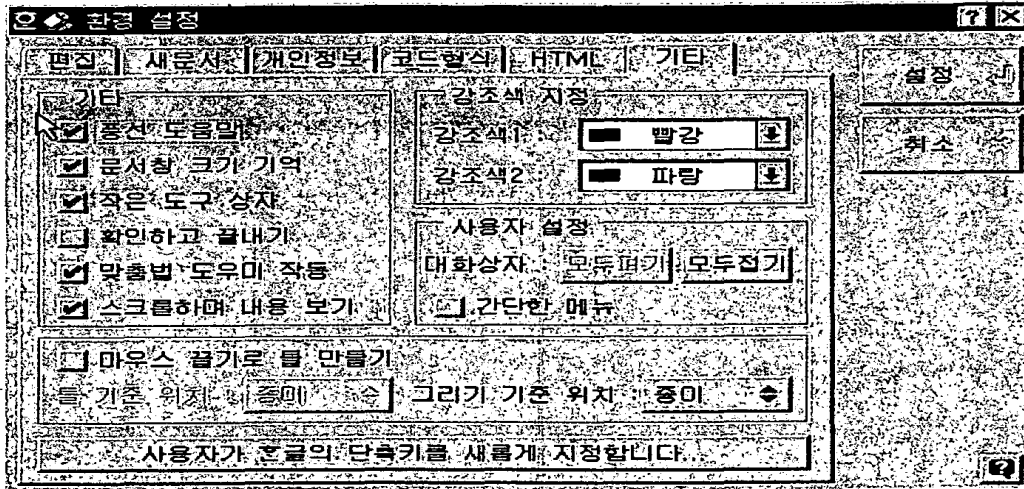 환경 설정
편집 새문서 개인정보 코드형식 HTML 기타
기타
풍선 도움말
문서창 크기 기억
작은 도구 상자
확인하고 끝내기
맞춤법 도우미 작동
스크롤하며 내용 보기
강조색 지정
강조색1 : 빨강
강조색2 : 파랑
사용자 설정
대화상자 : 모두펴기 모두접기
간단한 메뉴
마우스 끌기로 틀 만들기
틀 기준 위치 : 종이 그리기 기준 위치 : 종이
사용자가 ᄒᆞᆫ글의 단축키를 새롭게 지정합니다...
설정
취소